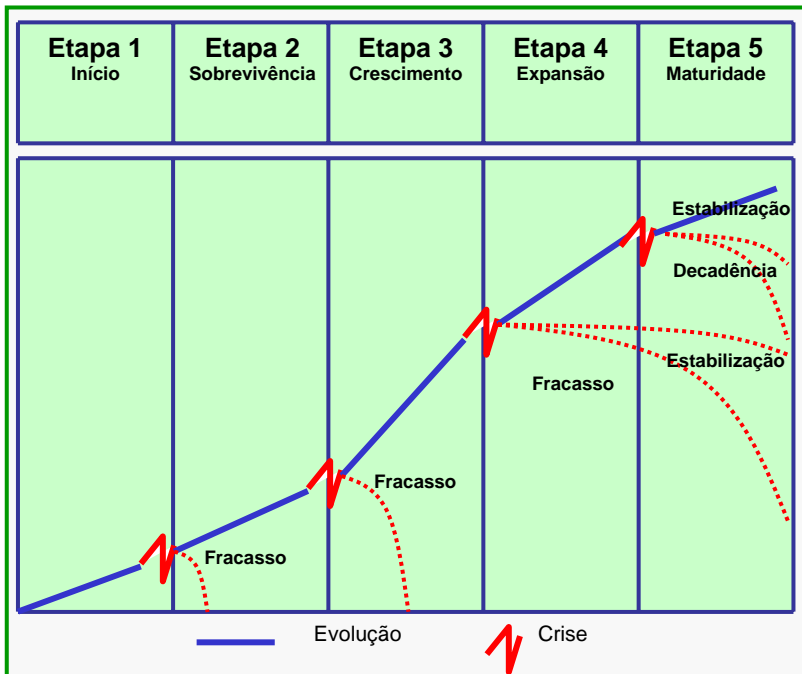 Etapa 1
Início
Etapa 2
Sobrevivência
Etapa 3
Crescimento
Etapa 4
Expansão
Etapa 5
Maturidade
Estabilização
Decadência
Estabilização
Fracasso
Fracasso
Fracasso
Evolução
Crise